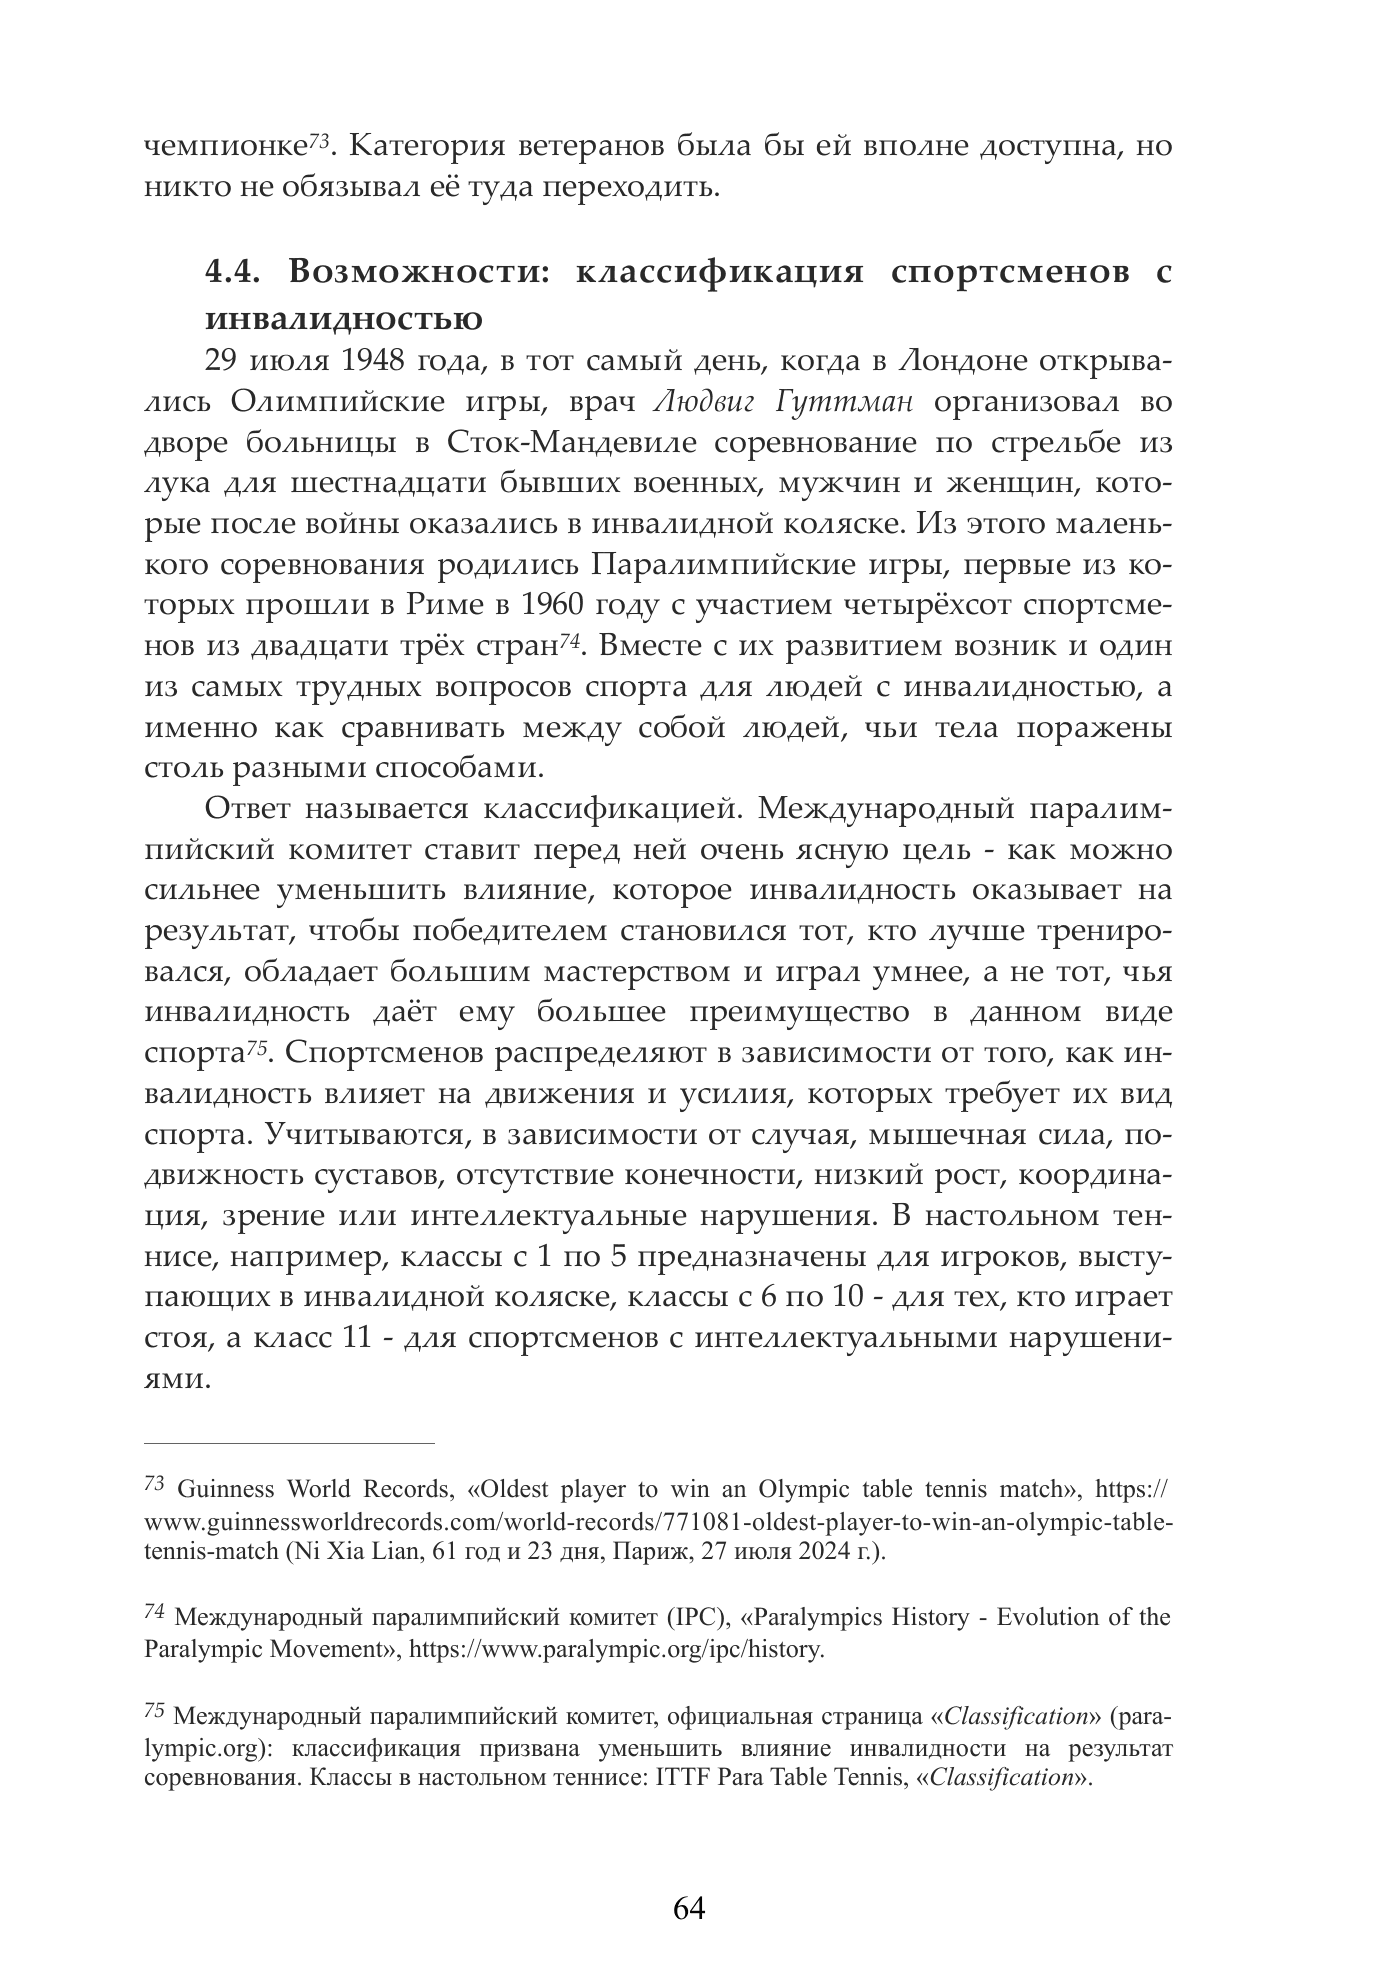 чемпионке73. Категория ветеранов была бы ей вполне доступна, но
никто не обязывал её туда переходить.
4.4. Возможности: классификация спортсменов с
инвалидностью
29 июля 1948 года, в тот самый день, когда в Лондоне открыва-
лись Олимпийские игры, врач Людвиг Гуттман организовал во
дворе больницы в Сток-Мандевиле соревнование по стрельбе из
лука для шестнадцати бывших военных, мужчин и женщин, кото-
рые после войны оказались в инвалидной коляске. Из этого малень-
кого соревнования родились Паралимпийские игры, первые из ко-
торых прошли в Риме в 1960 году с участием четырёхсот спортсме-
нов из двадцати трёх стран74. Вместе с их развитием возник и один
из самых трудных вопросов спорта для людей с инвалидностью, а
именно как сравнивать между собой людей, чьи тела поражены
столь разными способами.
Ответ называется классификацией. Международный паралим-
пийский комитет ставит перед ней очень ясную цель - как можно
сильнее уменьшить влияние, которое инвалидность оказывает на
результат, чтобы победителем становился тот, кто лучше трениро-
вался, обладает большим мастерством и играл умнее, а не тот, чья
инвалидность даёт ему большее преимущество в данном виде
спорта75. Спортсменов распределяют в зависимости от того, как ин-
валидность влияет на движения и усилия, которых требует их вид
спорта. Учитываются, в зависимости от случая, мышечная сила, по-
движность суставов, отсутствие конечности, низкий рост, координа-
ция, зрение или интеллектуальные нарушения. В настольном тен-
нисе, например, классы с 1 по 5 предназначены для игроков, высту-
пающих в инвалидной коляске, классы с 6 по 10 - для тех, кто играет
стоя, а класс 11 - для спортсменов с интеллектуальными нарушени-
ями.
73 Guinness World Records, «Oldest player to win an Olympic table tennis match», https://
www.guinnessworldrecords.com/world-records/771081-oldest-player-to-win-an-olympic-table-
tennis-match (Ni Xia Lian, 61 год и 23 дня, Париж, 27 июля 2024 г.).
74 Международный паралимпийский комитет (IPC), «Paralympics History - Evolution of the
Paralympic Movement», https://www.paralympic.org/ipc/history.
75 Международный паралимпийский комитет, официальная страница «Classification» (para-
lympic.org): классификация призвана уменьшить влияние инвалидности на результат
соревнования. Классы в настольном теннисе: ITTF Para Table Tennis, «Classification».
64